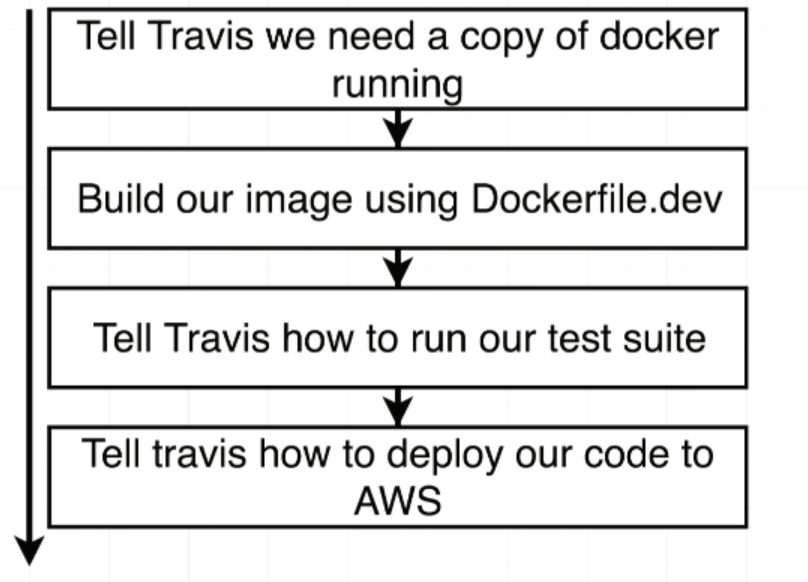 Tell Travis we need a copy of docker
running
Build our image using Dockerfile.dev
Tell Travis how to run our test suite
Tell travis how to deploy our code to
AWS